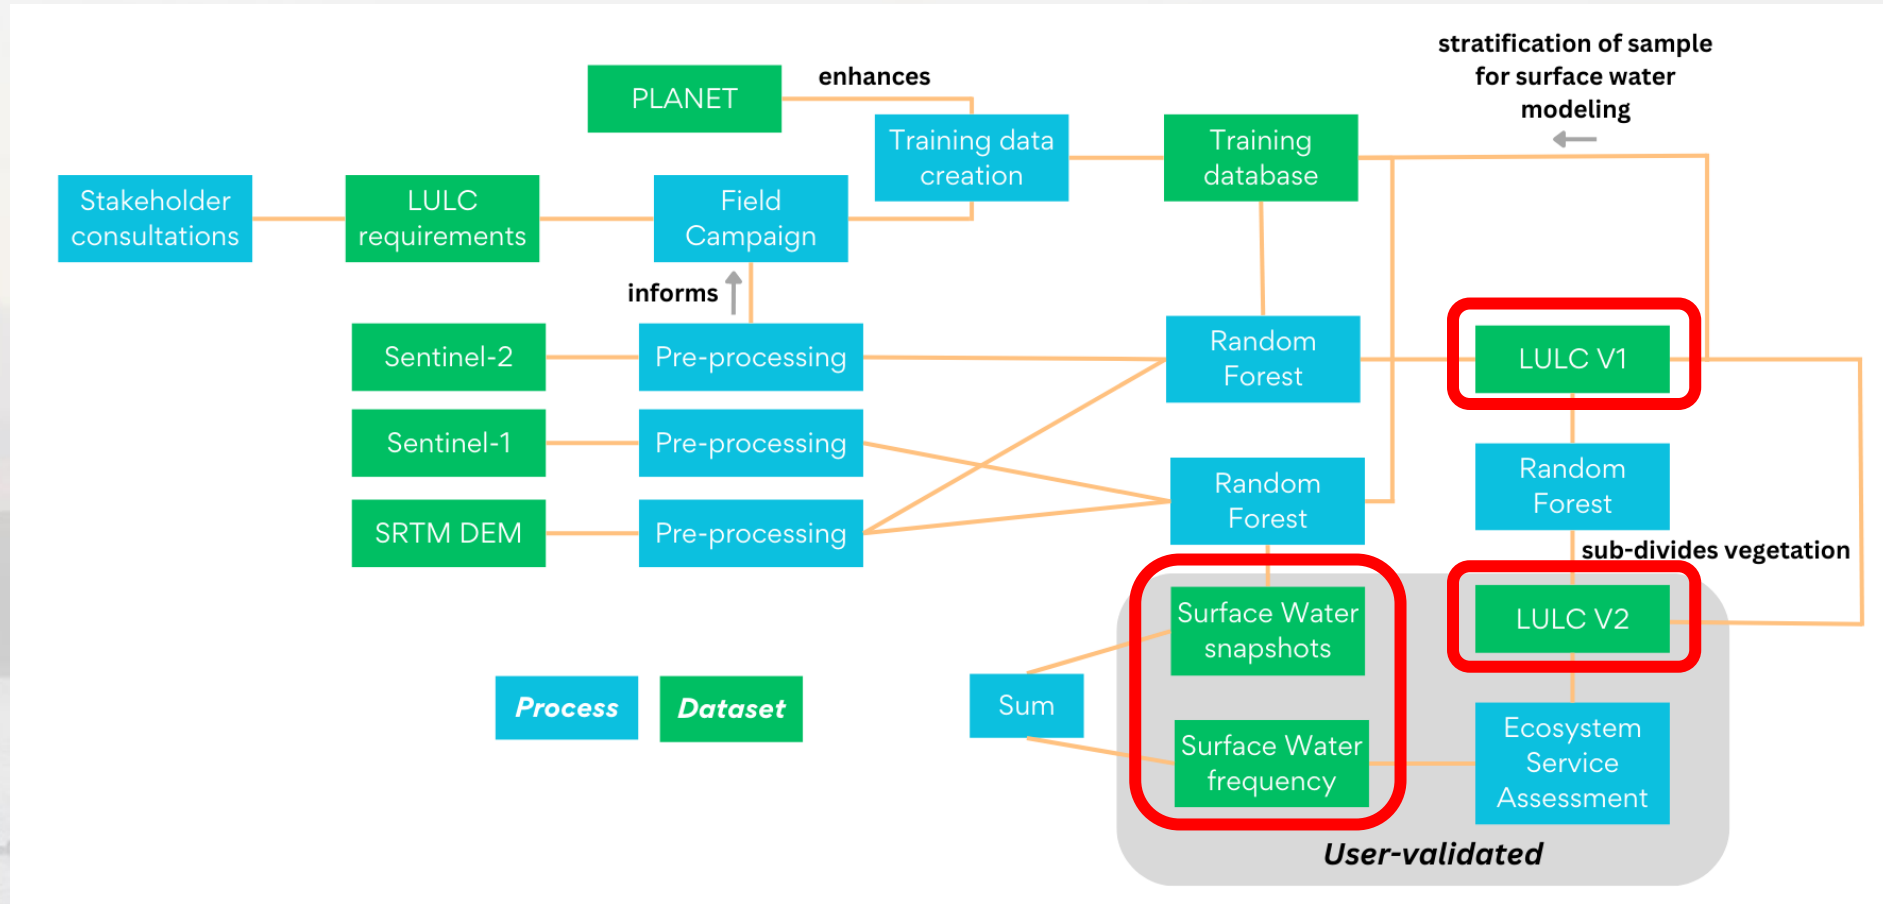 stratification of sample
for surface water
modeling
PLANET
enhances
Training data
creation
Training
database
Stakeholder
consultations
LULC
requirements
Field
Campaign
informs
Sentinel-2
Pre-processing
Random
Forest
LULC V1
Sentinel-1
Pre-processing
Random
Forest
Random
Forest
SRTM DEM
Pre-processing
sub-divides vegetation
Surface Water
snapshots
LULC V2
Process
Dataset
Sum
Surface Water
frequency
Ecosystem
Service
Assessment
User-validated